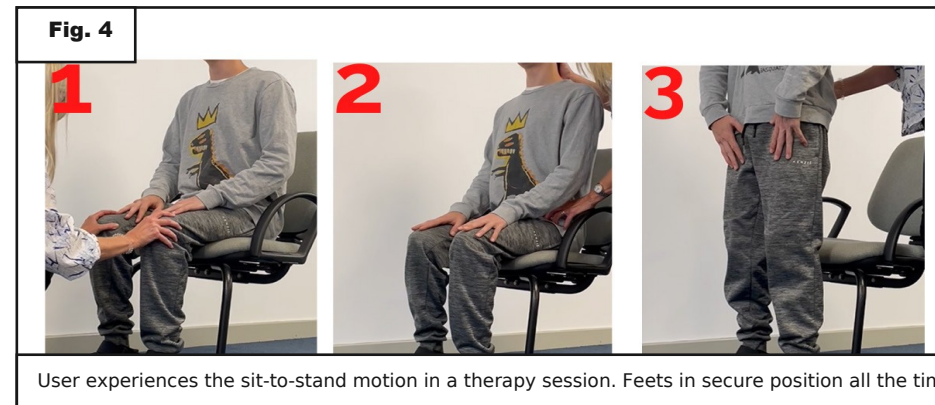 Fig. 4
1
2
3
User experiences the sit-to-stand motion in a therapy session. Feets in secure position all the